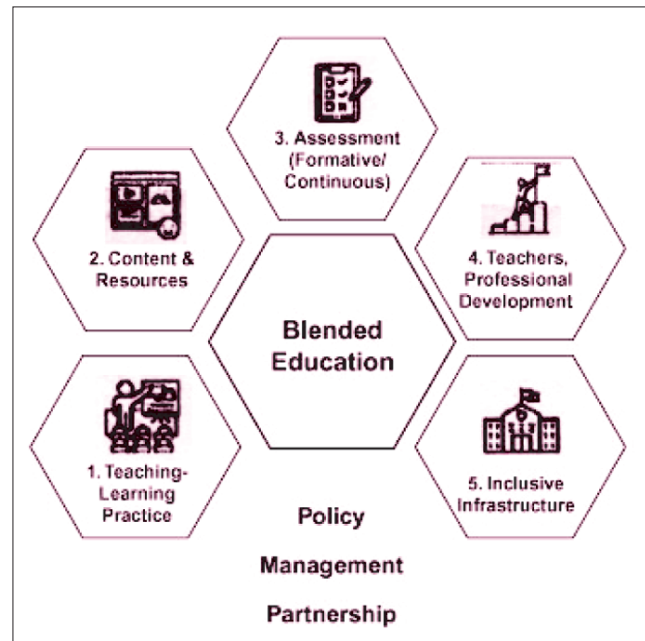 3. Assessment
(Formative/
Continuous)
2. Content &
Resources
4. Teachers,
Professional
Development
Blended
Education
1. Teaching-
Learning
Practice
5. Inclusive
Infrastructure
Policy
Management
Partnership